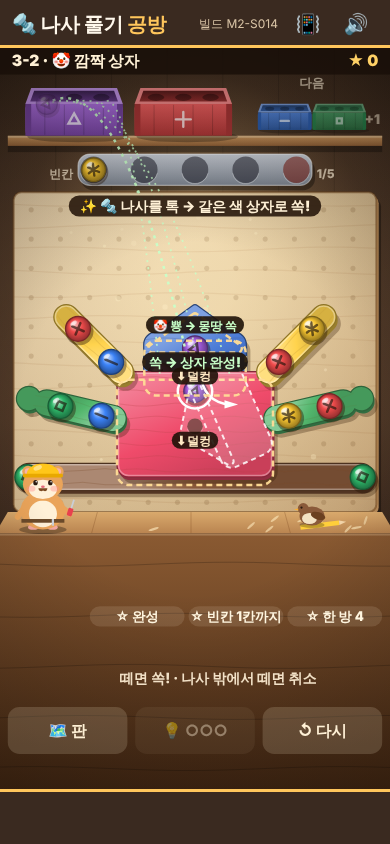 나사 풀기 공방
빌드 M2-S014
3-2 · 🤡 깜짝 상자
★ 0
다음
+1
빈칸
1/5
✨ 🔩 나사를 톡 → 같은 색 상자로 쏙!
🤡 뿅 → 몽땅 쏙
쏙 → 상자 완성!
⬇덜컹
⬇덜컹
☆ 완성
☆ 빈칸 1칸까지
☆ 한 방 4
떼면 쏙! · 나사 밖에서 떼면 취소
🗺️ 판
💡 ○○○
↺ 다시